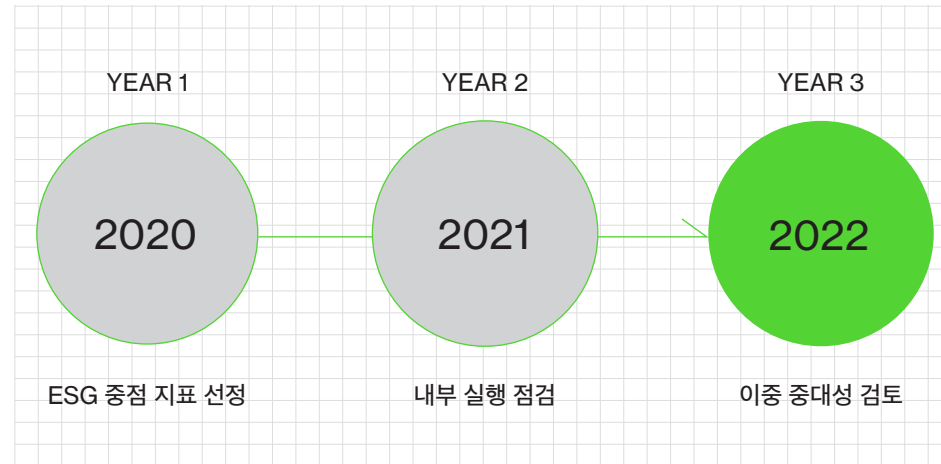 YEAR 1
YEAR 2
YEAR 3
2020
2021
2022
ESG 중점 지표 선정
내부 실행 점검
이중 중대성 검토